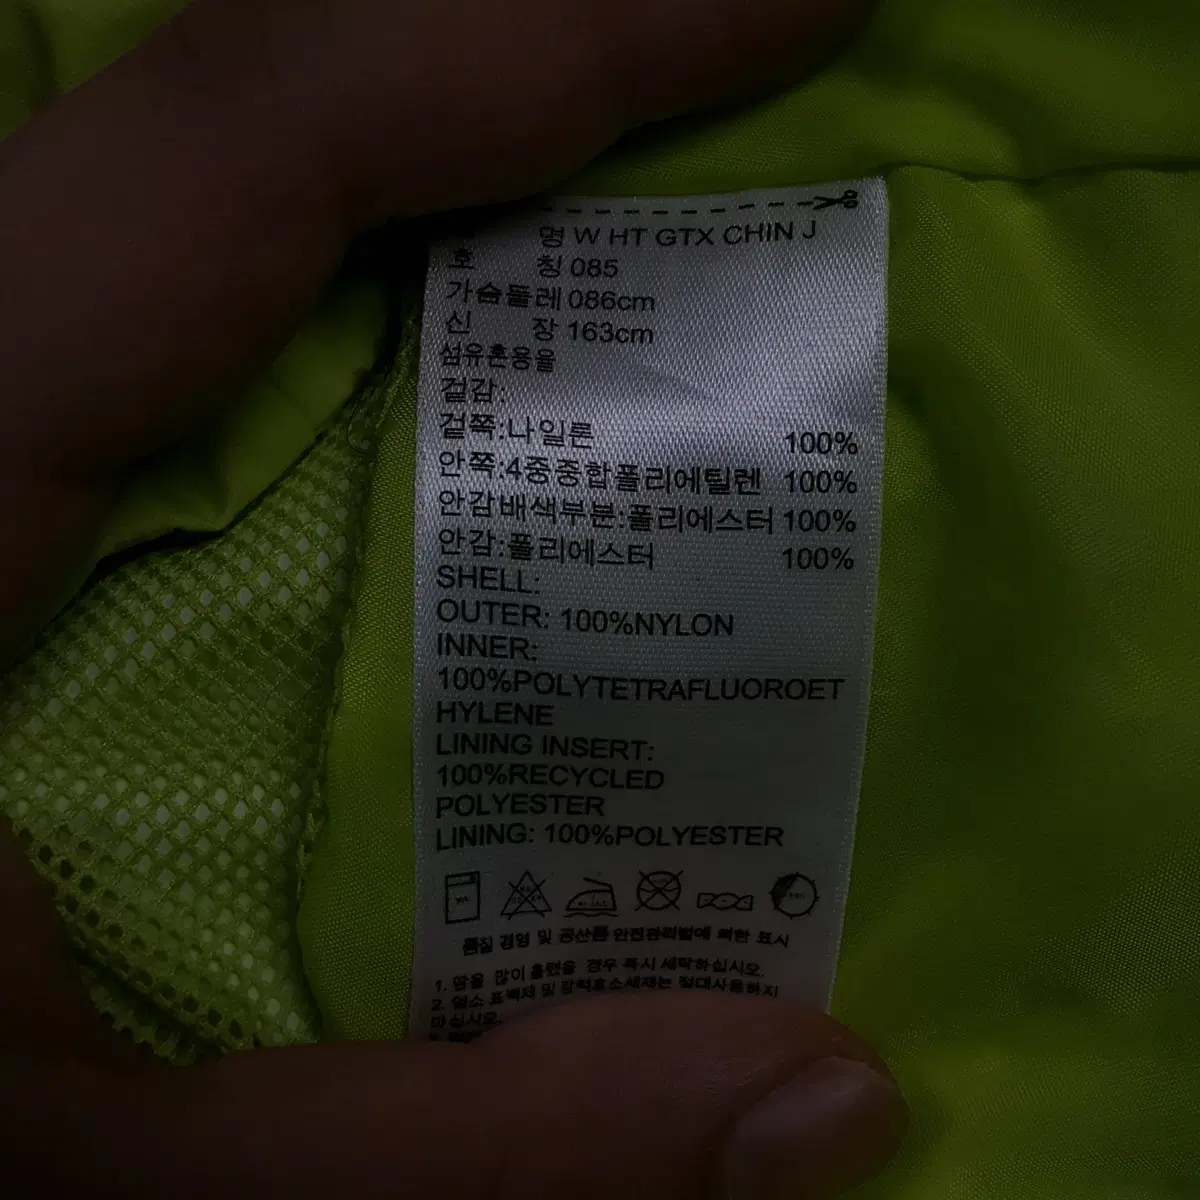 명 W HT GTX CHIN J
호 칭 085
가슴둘레 086cm
신 장 163cm
섬유혼용율
겉감:
겉쪽:나일론 100%
안쪽:4중중합폴리에틸렌 100%
안감배색부분:폴리에스터 100%
안감:폴리에스터 100%
SHELL:
OUTER: 100%NYLON
INNER:
100%POLYTETRAFLUOROET
HYLENE
LINING INSERT:
100%RECYCLED
POLYESTER
LINING: 100%POLYESTER
품질 경영 및 공산품 안전관리법에 의한 표시
1. 땀을 많이 흘렸을 경우 즉시 세탁하십시오.
2. 염소 표백제 및 강력효소세제는 절대사용하지
마십시오.